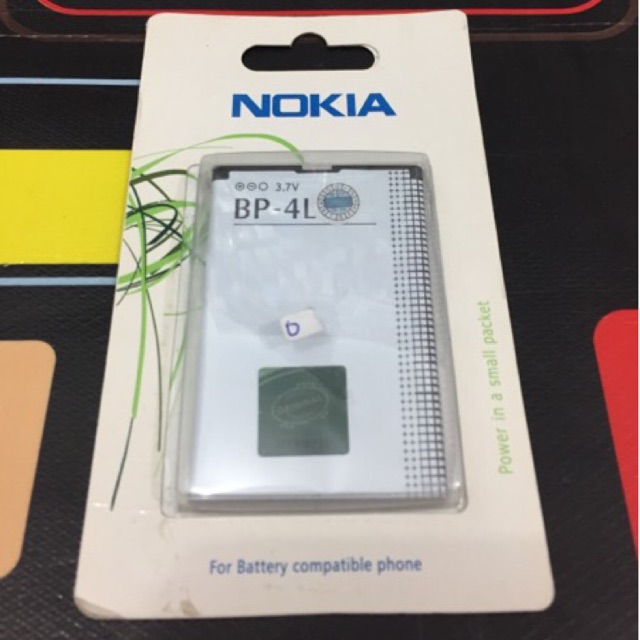 NOKIA
3.7V
BP-4L
Power in a small packet
For Battery compatible phone